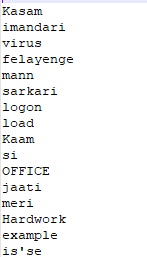 Kasam
imandari
virus
felayenge
mann
sarkari
logon
load
Kaam
si
OFFICE
jaati
meri
Hardwork
example
is'se